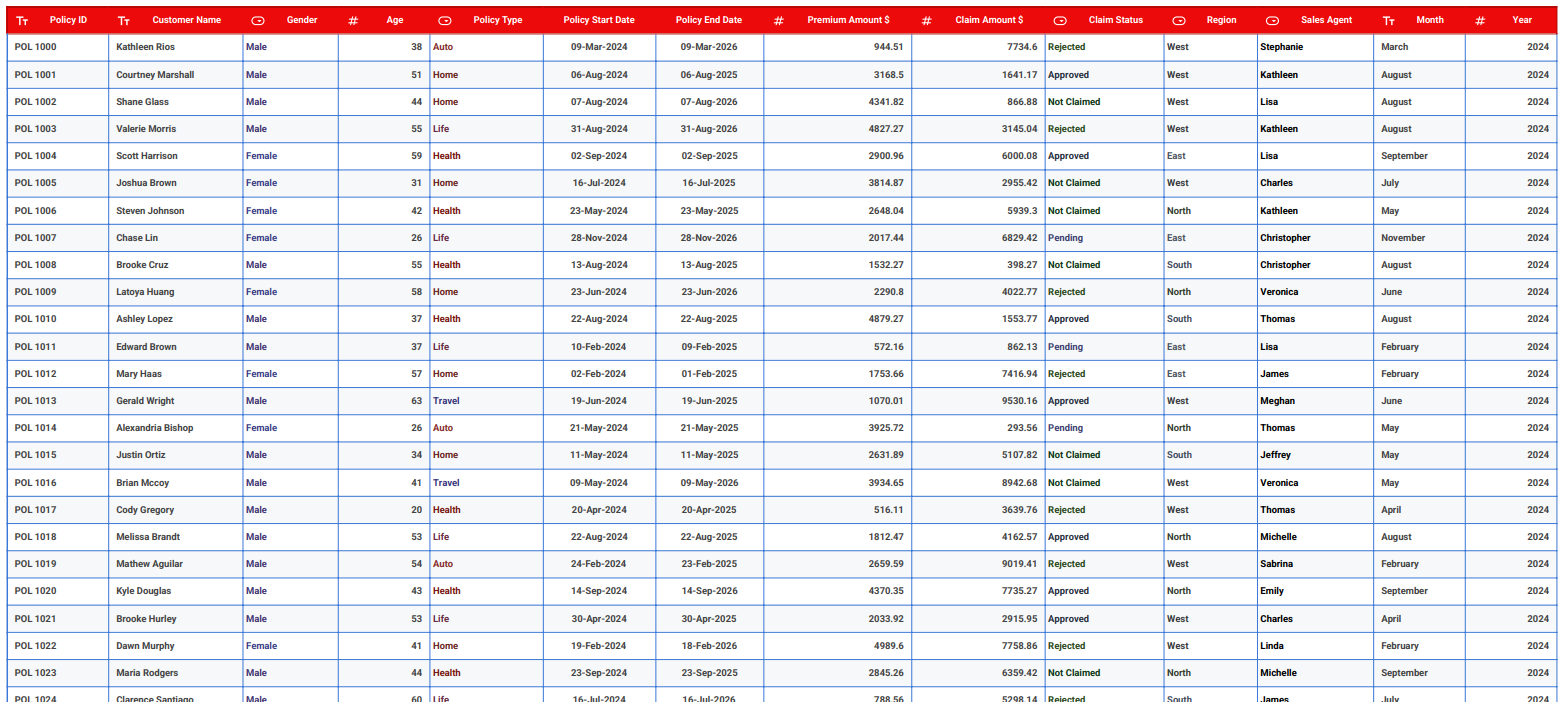 Policy ID Customer Name Gender # Age Policy Type Policy Start Date Policy End Date # Premium Amount $ # Claim Amount $ Claim Status Region Sales Agent Month # Year
POL 1000 Kathleen Rios Male 38 Auto 09-Mar-2024 09-Mar-2026 944.51 7734.6 Rejected West Stephanie March 2024
POL 1001 Courtney Marshall Male 51 Home 06-Aug-2024 06-Aug-2025 3168.5 1641.17 Approved West Kathleen August 2024
POL 1002 Shane Glass Male 44 Home 07-Aug-2024 07-Aug-2026 4341.82 866.88 Not Claimed West Lisa August 2024
POL 1003 Valerie Morris Male 55 Life 31-Aug-2024 31-Aug-2026 4827.27 3145.04 Rejected West Kathleen August 2024
POL 1004 Scott Harrison Female 59 Health 02-Sep-2024 02-Sep-2025 2900.96 6000.08 Approved East Lisa September 2024
POL 1005 Joshua Brown Female 31 Home 16-Jul-2024 16-Jul-2025 3814.87 2955.42 Not Claimed West Charles July 2024
POL 1006 Steven Johnson Female 42 Health 23-May-2024 23-May-2025 2648.04 5939.3 Not Claimed North Kathleen May 2024
POL 1007 Chase Lin Female 26 Life 28-Nov-2024 28-Nov-2026 2017.44 6829.42 Pending East Christopher November 2024
POL 1008 Brooke Cruz Male 55 Health 13-Aug-2024 13-Aug-2025 1532.27 398.27 Not Claimed South Christopher August 2024
POL 1009 Latoya Huang Female 58 Home 23-Jun-2024 23-Jun-2026 2290.8 4022.77 Rejected North Veronica June 2024
POL 1010 Ashley Lopez Male 37 Health 22-Aug-2024 22-Aug-2025 4879.27 1553.77 Approved South Thomas August 2024
POL 1011 Edward Brown Male 37 Life 10-Feb-2024 09-Feb-2025 572.16 862.13 Pending East Lisa February 2024
POL 1012 Mary Haas Female 57 Home 02-Feb-2024 01-Feb-2025 1753.66 7416.94 Rejected East James February 2024
POL 1013 Gerald Wright Male 63 Travel 19-Jun-2024 19-Jun-2025 1070.01 9530.16 Approved West Meghan June 2024
POL 1014 Alexandria Bishop Female 26 Auto 21-May-2024 21-May-2025 3925.72 293.56 Pending North Thomas May 2024
POL 1015 Justin Ortiz Male 34 Home 11-May-2024 11-May-2025 2631.89 5107.82 Not Claimed South Jeffrey May 2024
POL 1016 Brian Mccoy Male 41 Travel 09-May-2024 09-May-2026 3934.65 8942.68 Not Claimed West Veronica May 2024
POL 1017 Cody Gregory Male 20 Health 20-Apr-2024 20-Apr-2025 516.11 3639.76 Rejected West Thomas April 2024
POL 1018 Melissa Brandt Male 53 Life 22-Aug-2024 22-Aug-2025 1812.47 4162.57 Approved North Michelle August 2024
POL 1019 Mathew Aguilar Male 54 Auto 24-Feb-2024 23-Feb-2025 2659.59 9019.41 Rejected West Sabrina February 2024
POL 1020 Kyle Douglas Male 43 Health 14-Sep-2024 14-Sep-2026 4370.35 7735.27 Approved North Emily September 2024
POL 1021 Brooke Hurley Male 53 Life 30-Apr-2024 30-Apr-2025 2033.92 2915.95 Approved West Charles April 2024
POL 1022 Dawn Murphy Female 41 Home 19-Feb-2024 18-Feb-2026 4989.6 7758.86 Rejected West Linda February 2024
POL 1023 Maria Rodgers Male 44 Health 23-Sep-2024 23-Sep-2025 2845.26 6359.42 Not Claimed North Michelle September 2024
POL 1024 Clarence Santiago Male 60 Life 16-Jul-2024 16-Jul-2026 788.56 5298.14 Rejected South James July 2024